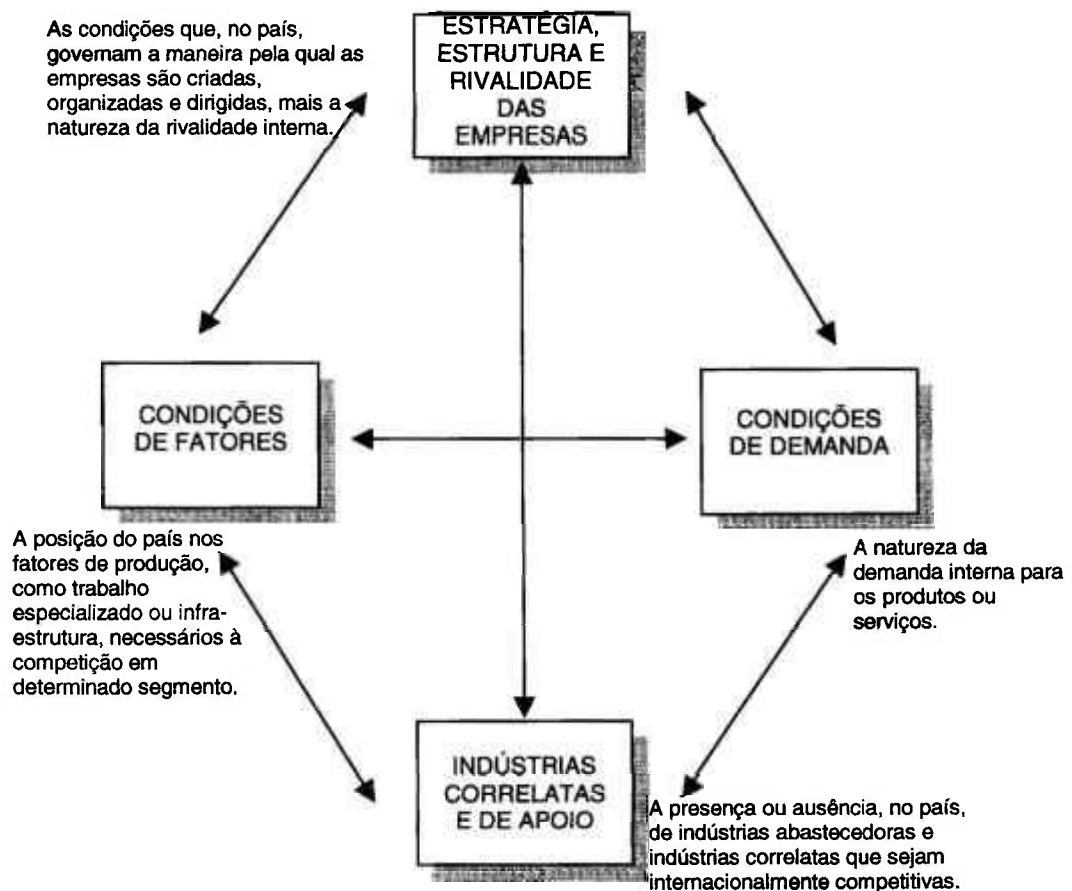 As condições que, no país,
governam a maneira pela qual as
empresas são criadas,
organizadas e dirigidas, mais a
natureza da rivalidade interna.
ESTRATÉGIA,
ESTRUTURA E
RIVALIDADE
DAS
EMPRESAS
CONDIÇÕES
DE FATORES
CONDIÇÕES
DE DEMANDA
A posição do país nos
fatores de produção,
como trabalho
especializado ou infra-
estrutura, necessários à
competição em
determinado segmento.
A natureza da
demanda interna para
os produtos ou
serviços.
INDÚSTRIAS
CORRELATAS
E DE APOIO
A presença ou ausência, no país,
de indústrias abastecedoras e
indústrias correlatas que sejam
internacionalmente competitivas.